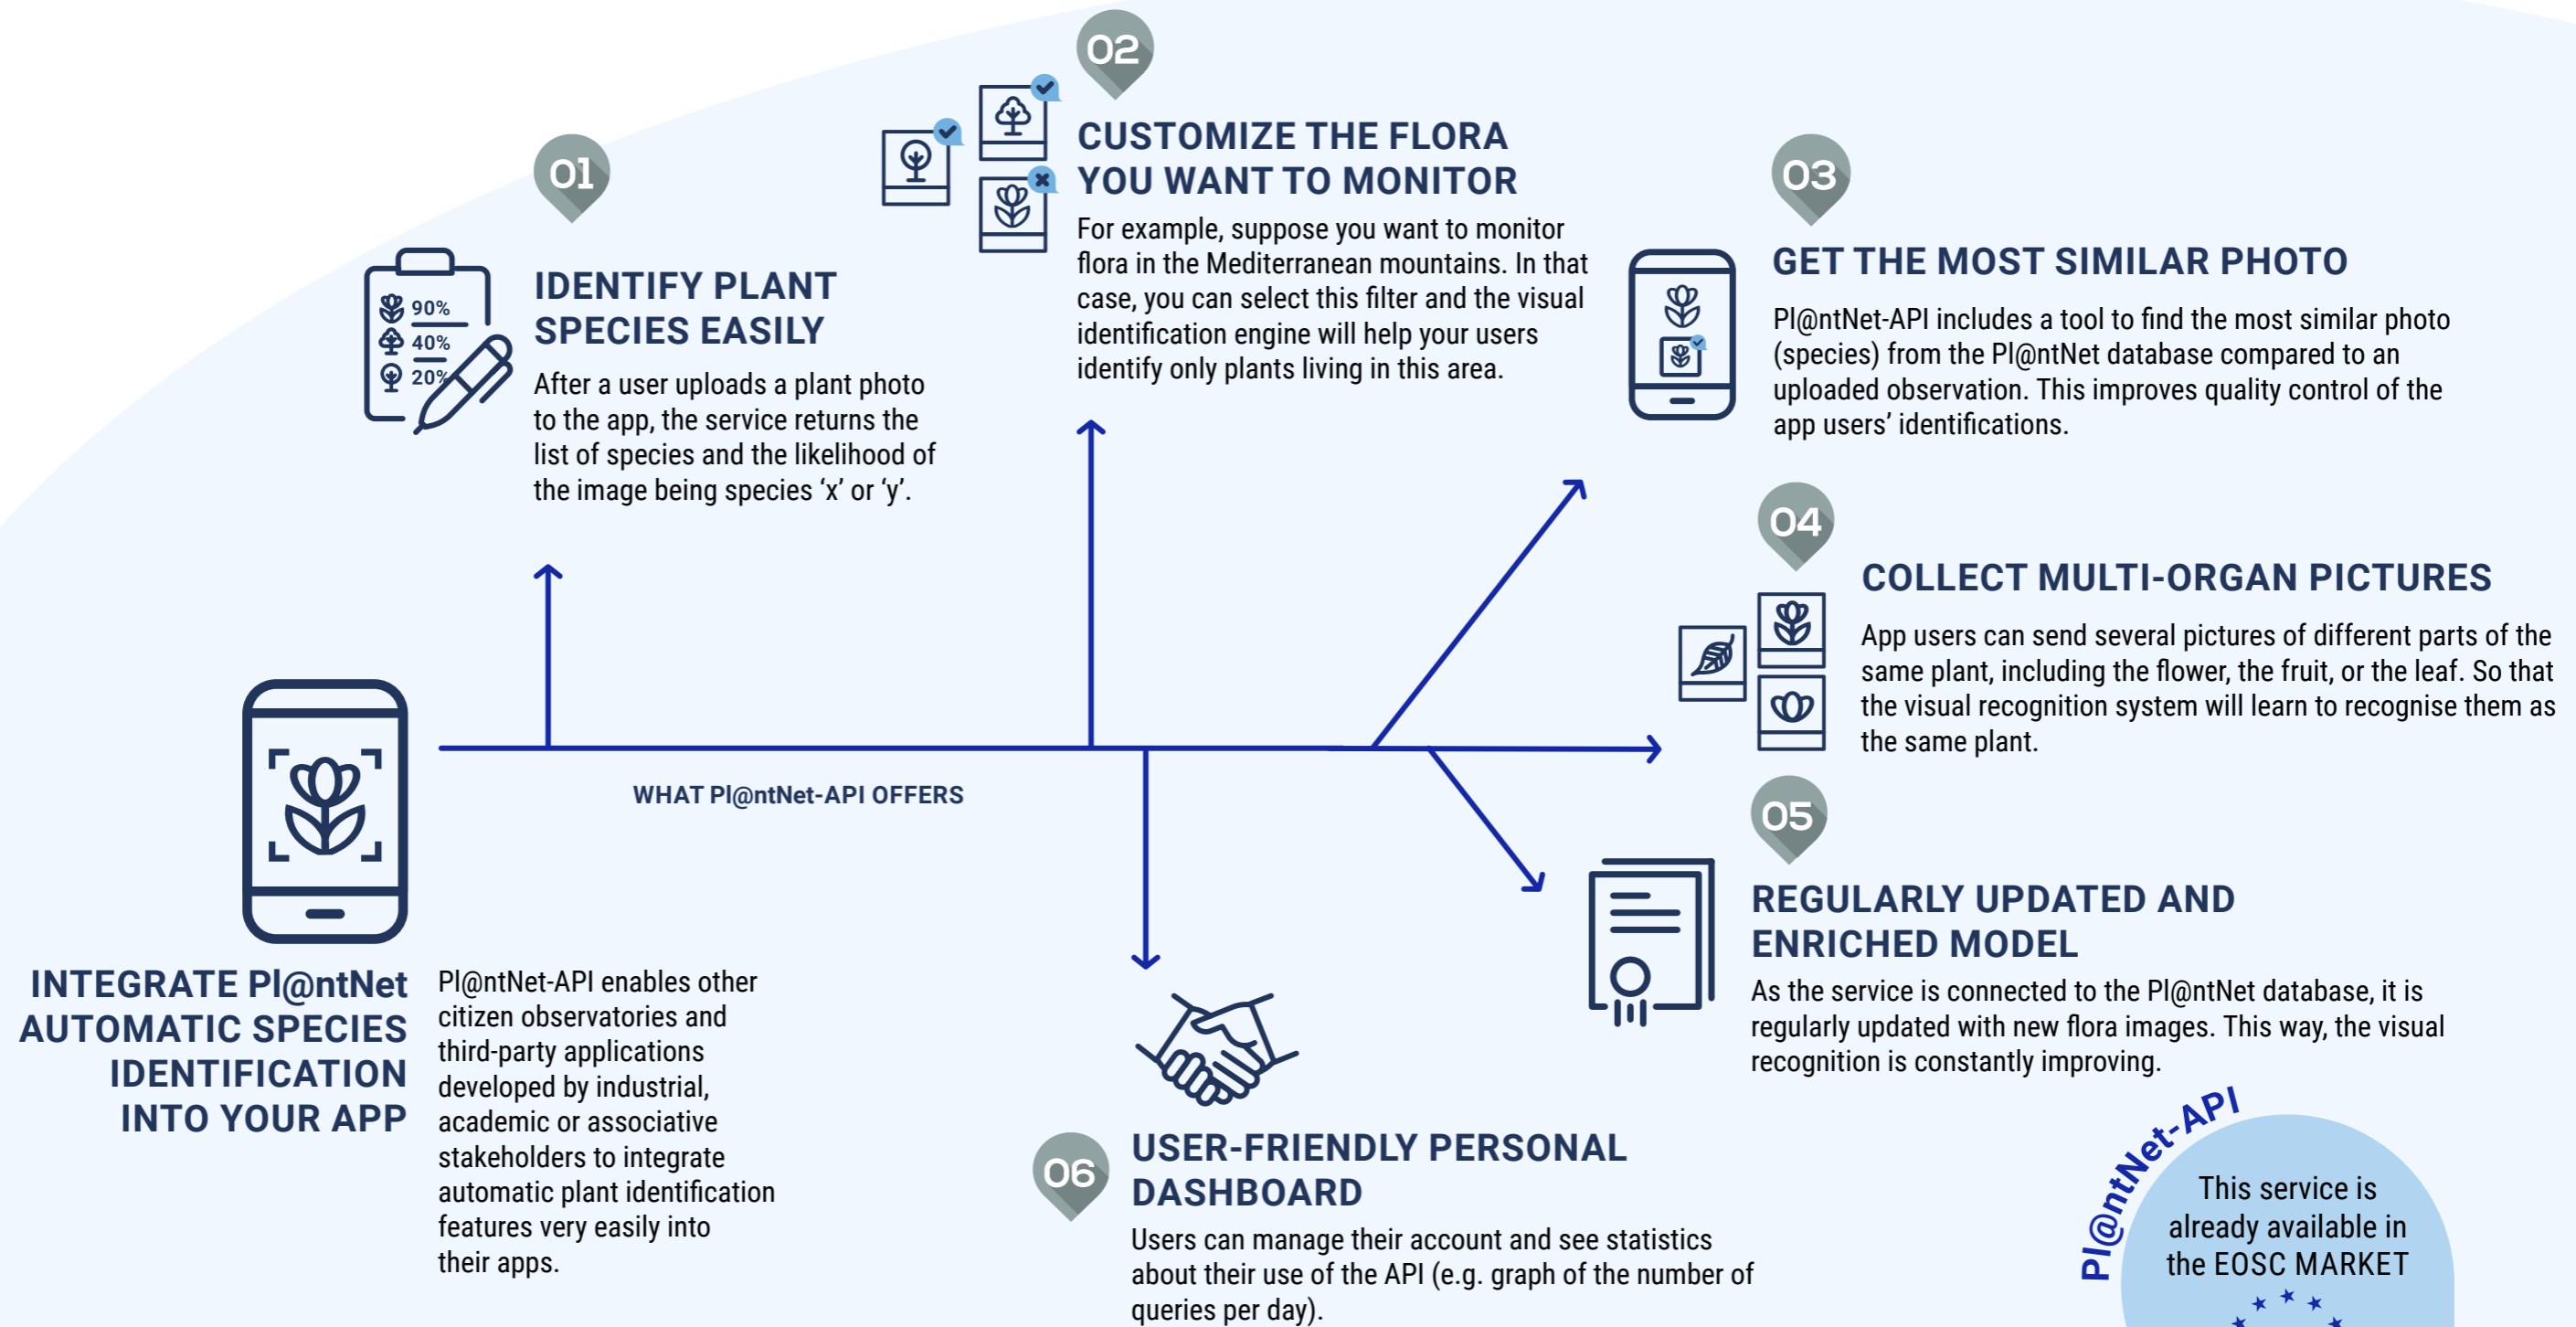 01
90%
40%
20%
IDENTIFY PLANT
SPECIES EASILY
After a user uploads a plant photo
to the app, the service returns the
list of species and the likelihood of
the image being species ‘x’ or ‘y’.
02
CUSTOMIZE THE FLORA
YOU WANT TO MONITOR
For example, suppose you want to monitor
flora in the Mediterranean mountains. In that
case, you can select this filter and the visual
identification engine will help your users
identify only plants living in this area.
03
GET THE MOST SIMILAR PHOTO
Pl@ntNet-API includes a tool to find the most similar photo
(species) from the Pl@ntNet database compared to an
uploaded observation. This improves quality control of the
app users’ identifications.
04
COLLECT MULTI-ORGAN PICTURES
App users can send several pictures of different parts of the
same plant, including the flower, the fruit, or the leaf. So that
the visual recognition system will learn to recognise them as
the same plant.
WHAT Pl@ntNet-API OFFERS
05
REGULARLY UPDATED AND
ENRICHED MODEL
As the service is connected to the Pl@ntNet database, it is
regularly updated with new flora images. This way, the visual
recognition is constantly improving.
INTEGRATE Pl@ntNet
AUTOMATIC SPECIES
IDENTIFICATION
INTO YOUR APP
Pl@ntNet-API enables other
citizen observatories and
third-party applications
developed by industrial,
academic or associative
stakeholders to integrate
automatic plant identification
features very easily into
their apps.
06
USER-FRIENDLY PERSONAL
DASHBOARD
Users can manage their account and see statistics
about their use of the API (e.g. graph of the number of
queries per day).
Pl@ntNet-API
This service is
already available in
the EOSC MARKET